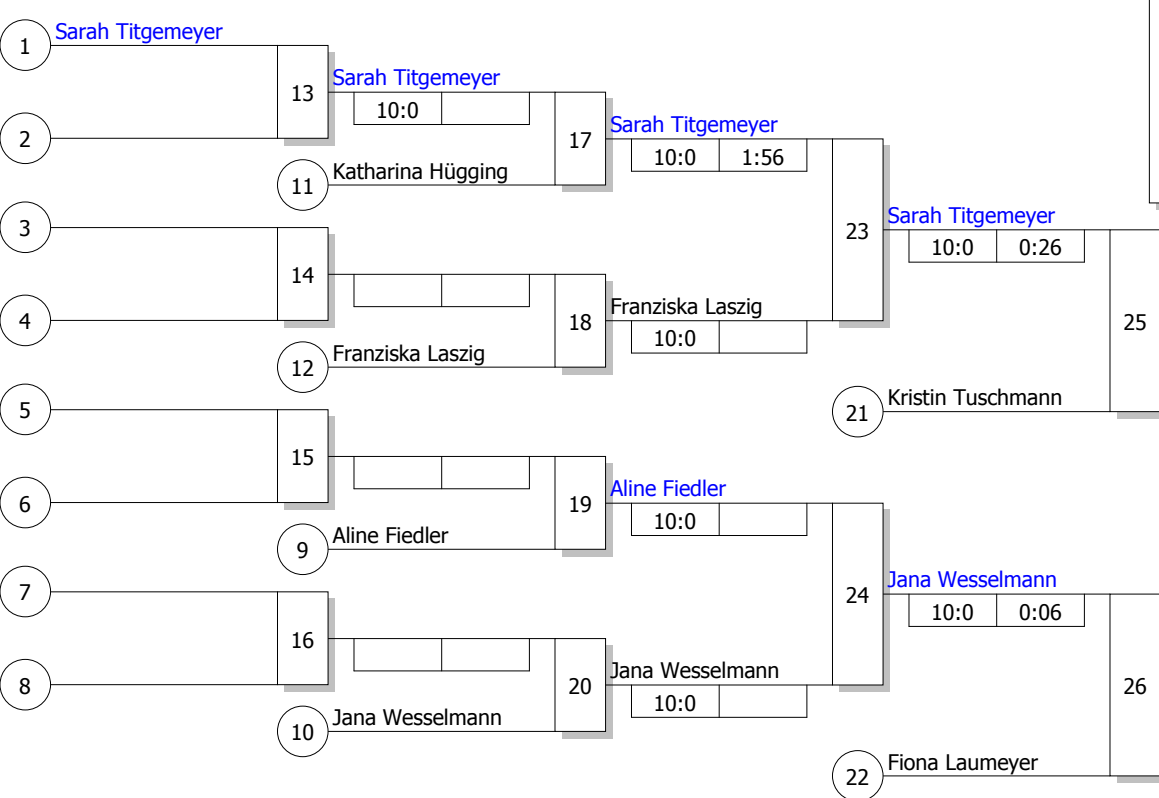 1 Sarah Titgemeyer
13
Sarah Titgemeyer
10:0
2
17
Sarah Titgemeyer
10:0 1:56
11 Katharina Hügging
3
23
Sarah Titgemeyer
10:0 0:26
14
4
18
Franziska Laszig
10:0
25
12 Franziska Laszig
5
21 Kristin Tuschmann
15
6
19
Aline Fiedler
10:0
9 Aline Fiedler
7
24
Jana Wesselmann
10:0 0:06
16
8
20
Jana Wesselmann
10:0
26
10 Jana Wesselmann
22 Fiona Laumeyer